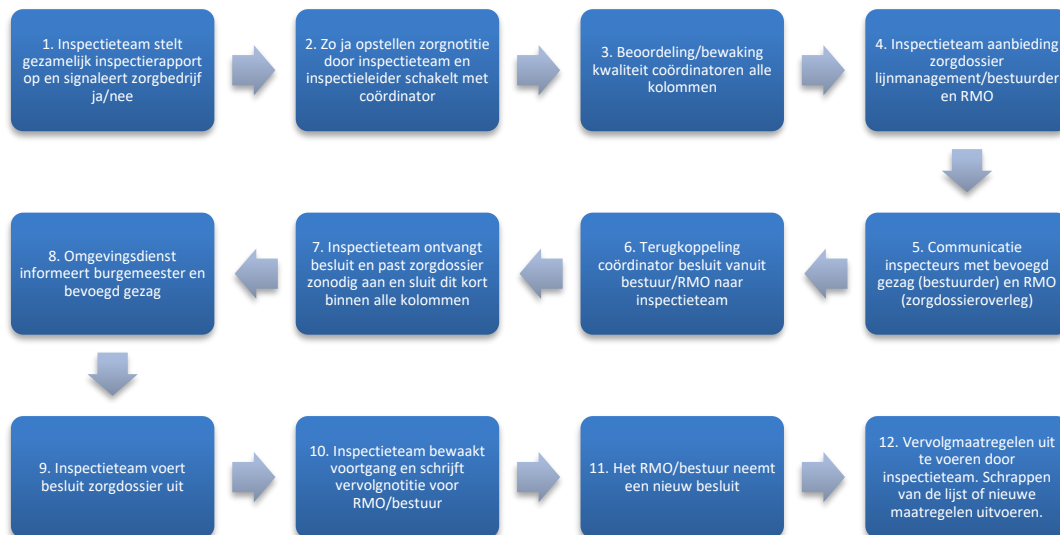 1. Inspectieteam stelt
gezamelijk inspectierapport
op en signaleert zorgbedrijf
ja/nee
2. Zo ja opstellen zorgnotitie
door inspectieteam en
inspectieleider schakelt met
coördinator
3. Beoordeling/bewaking
kwaliteit coördinatoren alle
kolommen
4. Inspectieteam aanbieding
zorgdossier
lijnmanagement/bestuurder
en RMO
5. Communicatie
inspecteurs met bevoegd
gezag (bestuurder) en RMO
(zorgdossieroverleg)
6. Terugkoppeling
coördinator besluit vanuit
bestuur/RMO naar
inspectieteam
7. Inspectieteam ontvangt
besluit en past zorgdossier
zonodig aan en sluit dit kort
binnen alle kolommen
8. Omgevingsdienst
informeert burgemeester en
bevoegd gezag
9. Inspectieteam voert
besluit zorgdossier uit
10. Inspectieteam bewaakt
voortgang en schrijft
vervolgnotitie voor
RMO/bestuur
11. Het RMO/bestuur neemt
een nieuw besluit
12. Vervolgmaatregelen uit
te voeren door
inspectieteam. Schrappen
van de lijst of nieuwe
maatregelen uitvoeren.